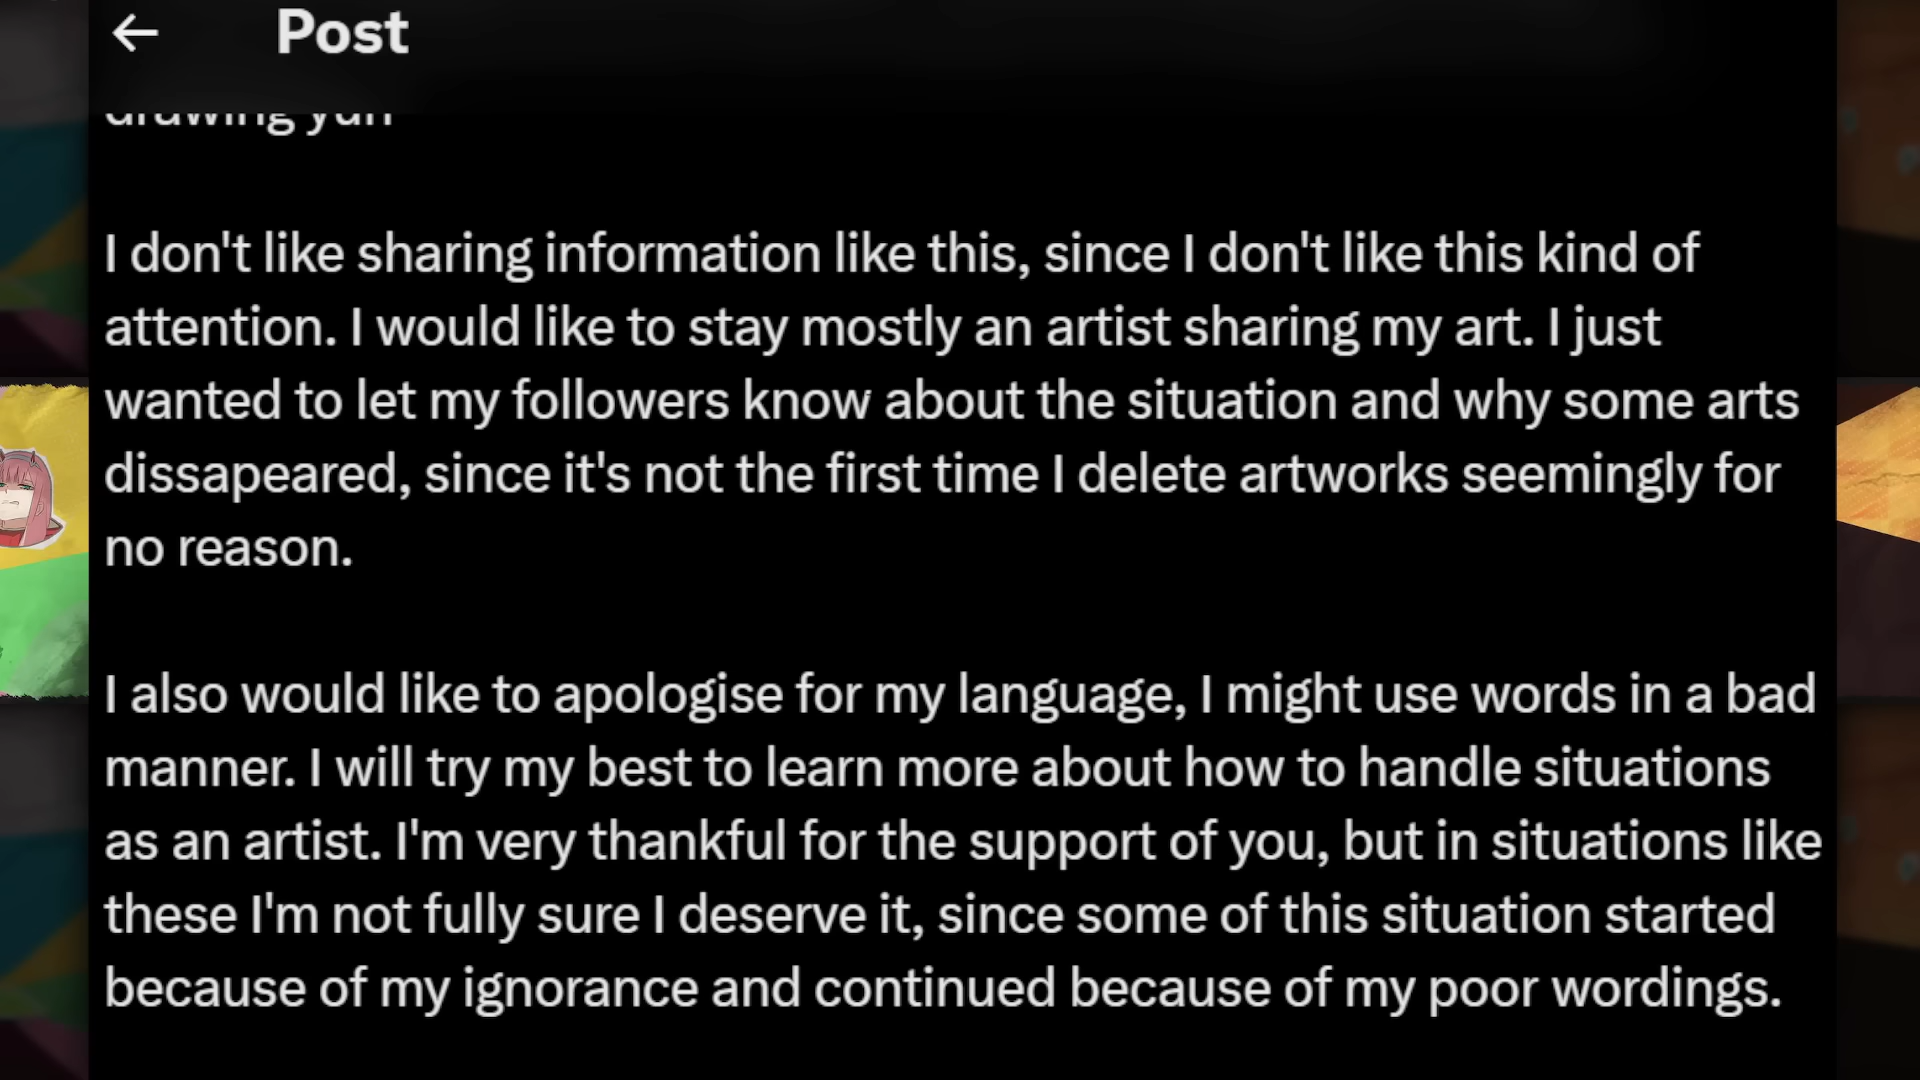 Post
drawing yuri
I don't like sharing information like this, since I don't like this kind of
attention. I would like to stay mostly an artist sharing my art. I just
wanted to let my followers know about the situation and why some arts
dissapeared, since it's not the first time I delete artworks seemingly for
no reason.
I also would like to apologise for my language, I might use words in a bad
manner. I will try my best to learn more about how to handle situations
as an artist. I'm very thankful for the support of you, but in situations like
these I'm not fully sure I deserve it, since some of this situation started
because of my ignorance and continued because of my poor wordings.